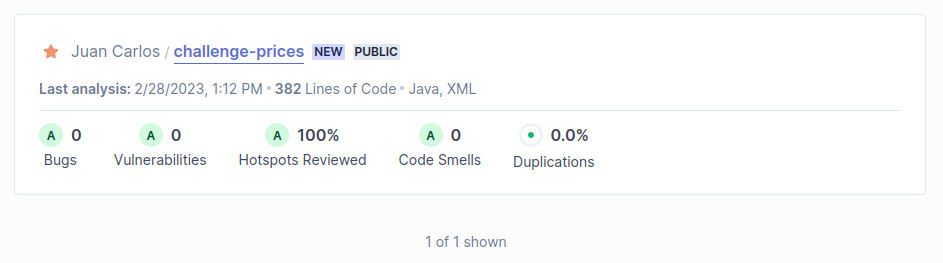 Juan Carlos / challenge-prices NEW PUBLIC
Last analysis: 2/28/2023, 1:12 PM • 382 Lines of Code • Java, XML
A 0 A 0 A 100% A 0 0.0%
Bugs Vulnerabilities Hotspots Reviewed Code Smells Duplications
1 of 1 shown